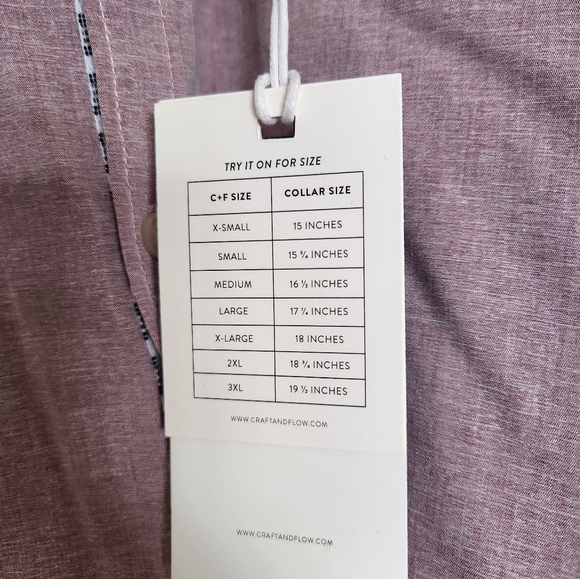 TRY IT ON FOR SIZE
C+F SIZE COLLAR SIZE
X-SMALL 15 INCHES
SMALL 15 ¾ INCHES
MEDIUM 16 ½ INCHES
LARGE 17 ¼ INCHES
X-LARGE 18 INCHES
2XL 18 ¾ INCHES
3XL 19 ½ INCHES
WWW.CRAFTANDFLOW.COM
WWW.CRAFTANDFLOW.COM